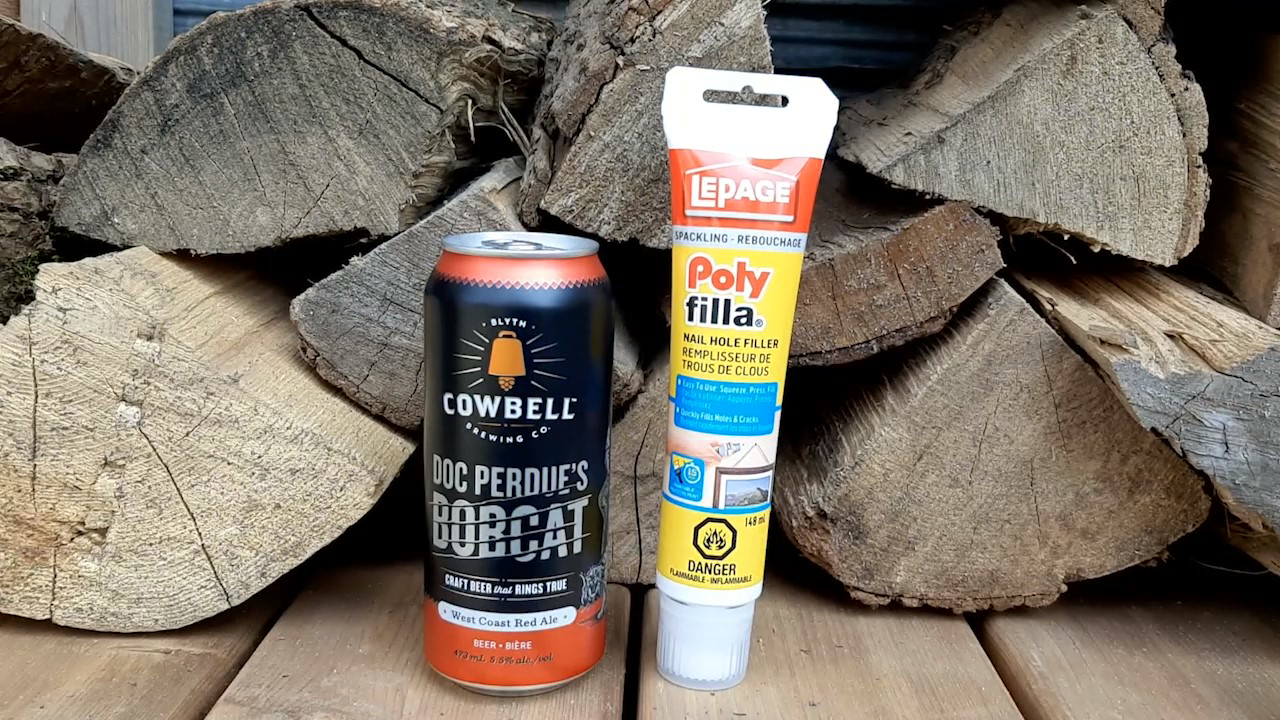 BLYTH
COWBELL™
BREWING CO.
DOC PERDUE'S
BOBCAT
CRAFT BEER that RINGS TRUE
West Coast Red Ale
BEER • BIÈRE
473 mL 5.5% alc./vol.
LEPAGE
SPACKLING - REBOUCHAGE
Poly
filla®
NAIL HOLE FILLER
REMPLISSEUR DE
TROUS DE CLOUS
Easy To Use: Squeeze, Press, Fill
Quickly Fills Holes & Cracks
15
148 ml
DANGER
FLAMMABLE - INFLAMMABLE